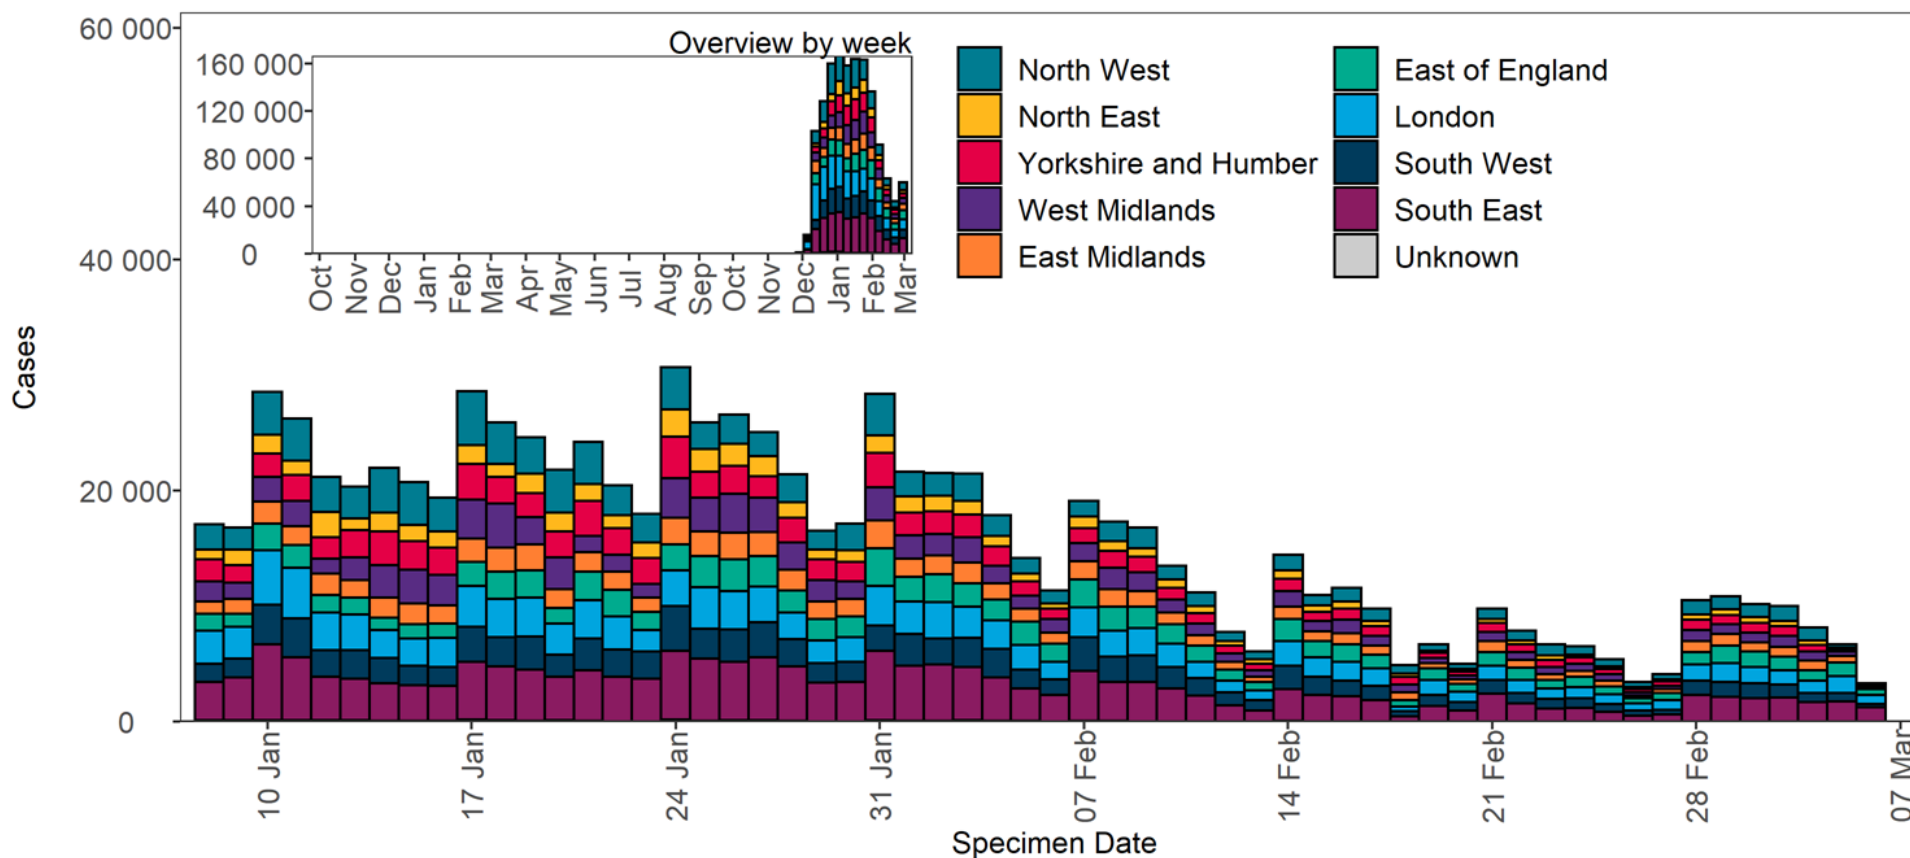 60 000
40 000
20 000
0
Cases
Overview by week
160 000
120 000
80 000
40 000
0
Oct
Nov
Dec
Jan
Feb
Mar
Apr
May
Jun
Jul
Aug
Sep
Oct
Nov
Dec
Jan
Feb
Mar
North West
North East
Yorkshire and Humber
West Midlands
East Midlands
East of England
London
South West
South East
Unknown
10 Jan
17 Jan
24 Jan
31 Jan
07 Feb
14 Feb
21 Feb
28 Feb
07 Mar
Specimen Date